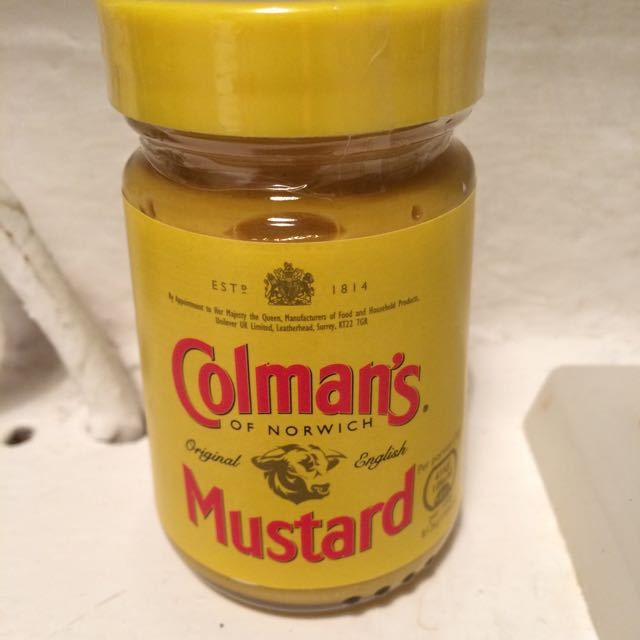 ESTD 1814
By Appointment to Her Majesty the Queen, Manufacturers of Food and Household Products,
Unilever UK Limited, Leatherhead, Surrey, KT22 7GR
Colman's®
OF NORWICH
Original English
Mustard
Per